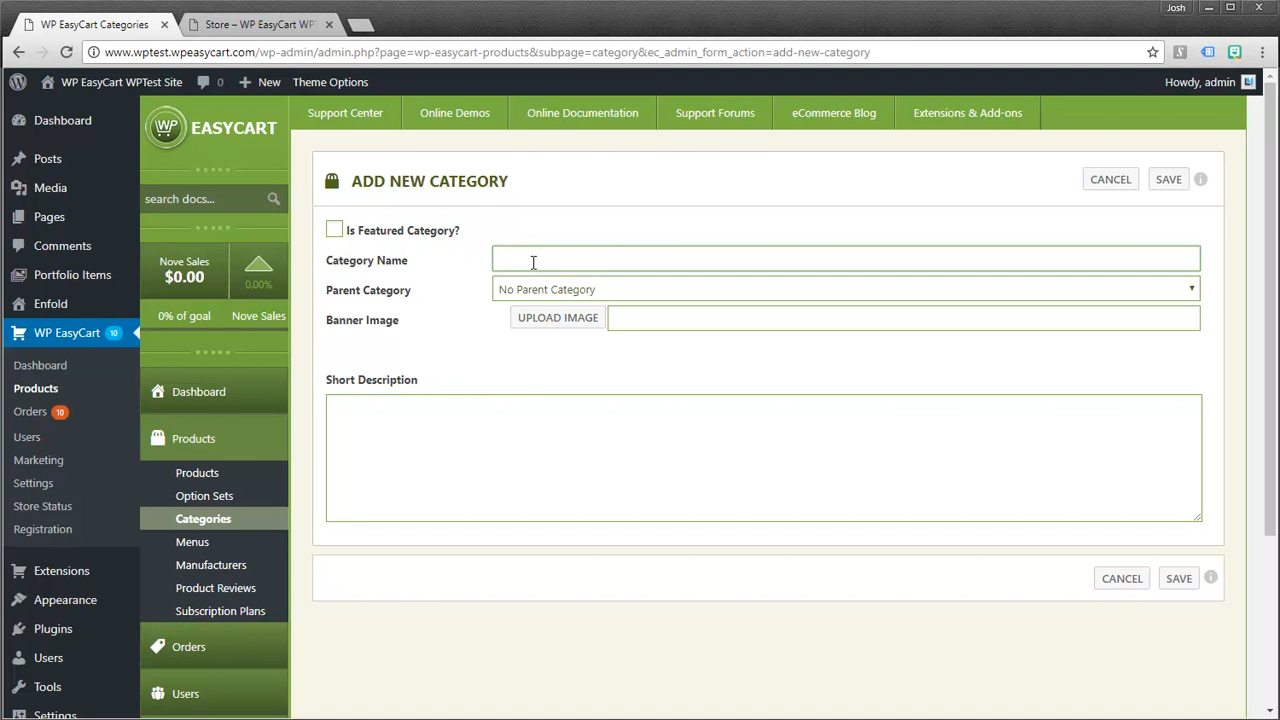 Josh
WP EasyCart Categories
Store – WP EasyCart WPT
www.wptest.wpeasycart.com/wp-admin/admin.php?page=wp-easycart-products&subpage=category&ec_admin_form_action=add-new-category
WP EasyCart WPTest Site
0
New
Theme Options
Howdy, admin
Dashboard
Posts
Media
Pages
Comments
Portfolio Items
Enfold
WP EasyCart 10
Dashboard
Products
Orders 10
Users
Marketing
Settings
Store Status
Registration
Extensions
Appearance
Plugins
Users
Tools
Settings
WP EASYCART
search docs...
Nove Sales
$0.00
0.00%
0% of goal
Nove Sales
Dashboard
Products
Products
Option Sets
Categories
Menus
Manufacturers
Product Reviews
Subscription Plans
Orders
Users
Support Center
Online Demos
Online Documentation
Support Forums
eCommerce Blog
Extensions & Add-ons
ADD NEW CATEGORY
CANCEL
SAVE
Is Featured Category?
Category Name
Parent Category
No Parent Category
Banner Image
UPLOAD IMAGE
Short Description
CANCEL
SAVE